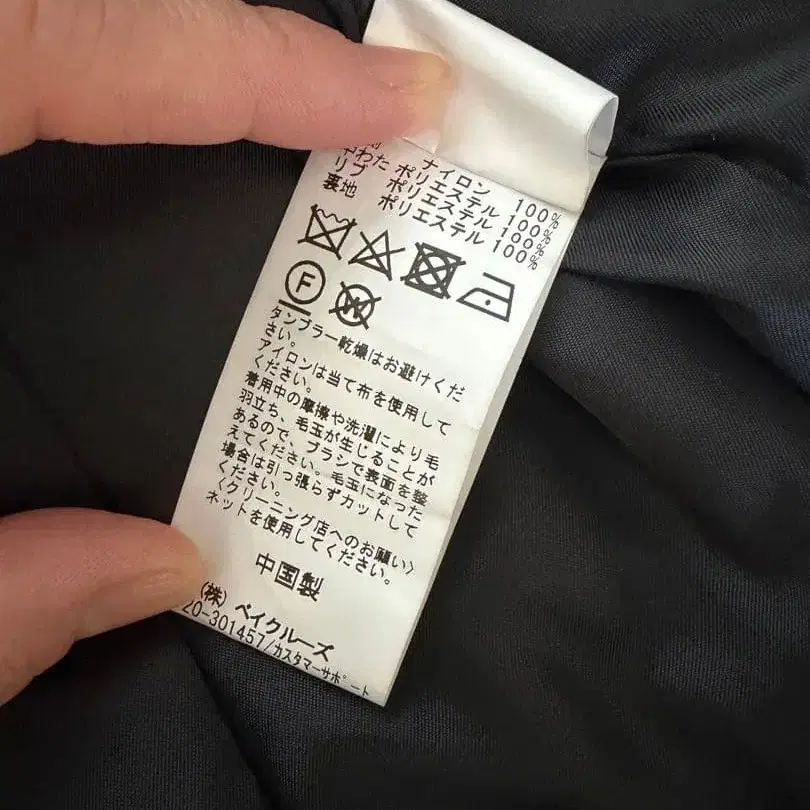 ナイロン 100%
中わた ポリエステル 100%
リブ ポリエステル 100%
裏地 ポリエステル 100%
F W
タンブラー乾燥はお避けくだ
さい。
アイロンは当て布を使用して
ください。
着用中の摩擦や洗濯により毛
羽立ち、毛玉が生じることが
あるので、ブラシで表面を整
えてください。毛玉になった
場合は引っ張らずカットして
ください。
〈クリーニング店へのお願い〉
ネットを使用してください。
中国製
(株) ベイクルーズ
20-301457/カスタマーサポート